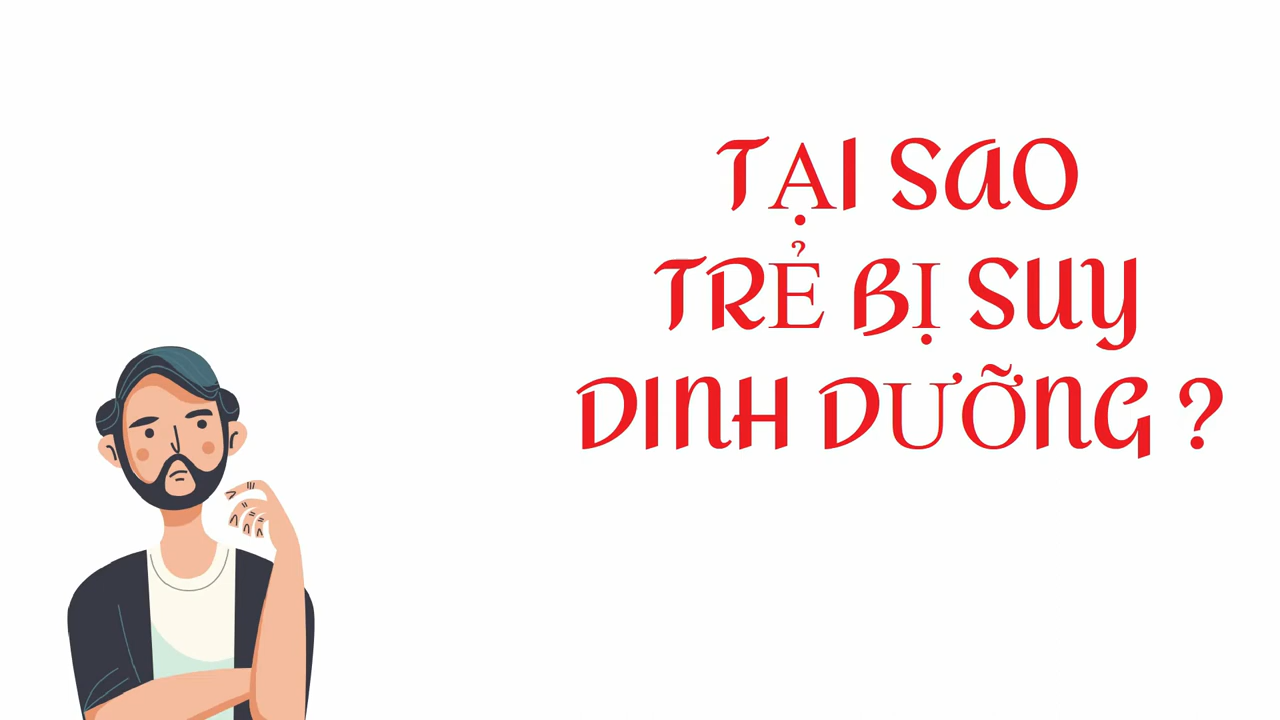 TẠI SAO
TRẺ BỊ SUY
DINH DƯỠNG ?